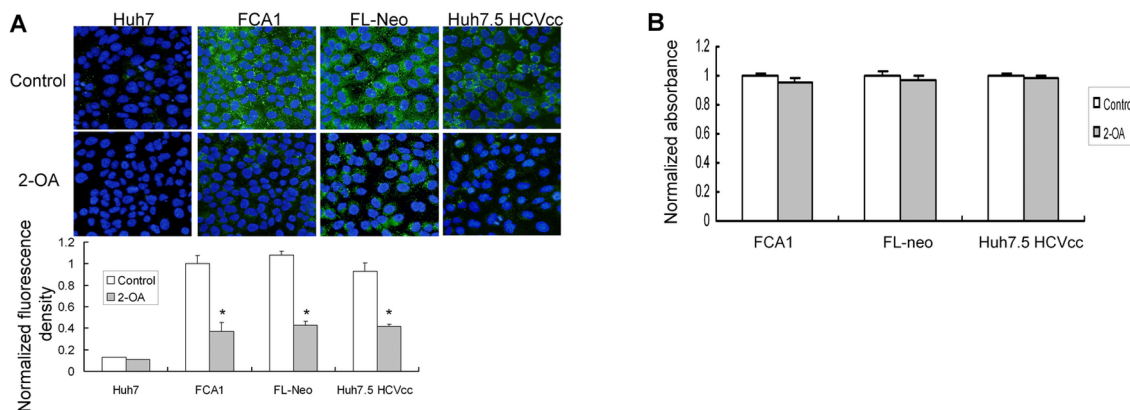 A
Huh7
FCA1
FL-Neo
Huh7.5 HCVcc
Control
2-OA
Normalized fluorescence
density
1.2
1
0.8
0.6
0.4
0.2
0
Control
2-OA
*
*
*
Huh7
FCA1
FL-Neo
Huh7.5 HCVcc
B
Normalized absorbance
1.2
1
0.8
0.6
0.4
0.2
0
Contro
2-OA
FCA1
FL-neo
Huh7.5 HCVcc